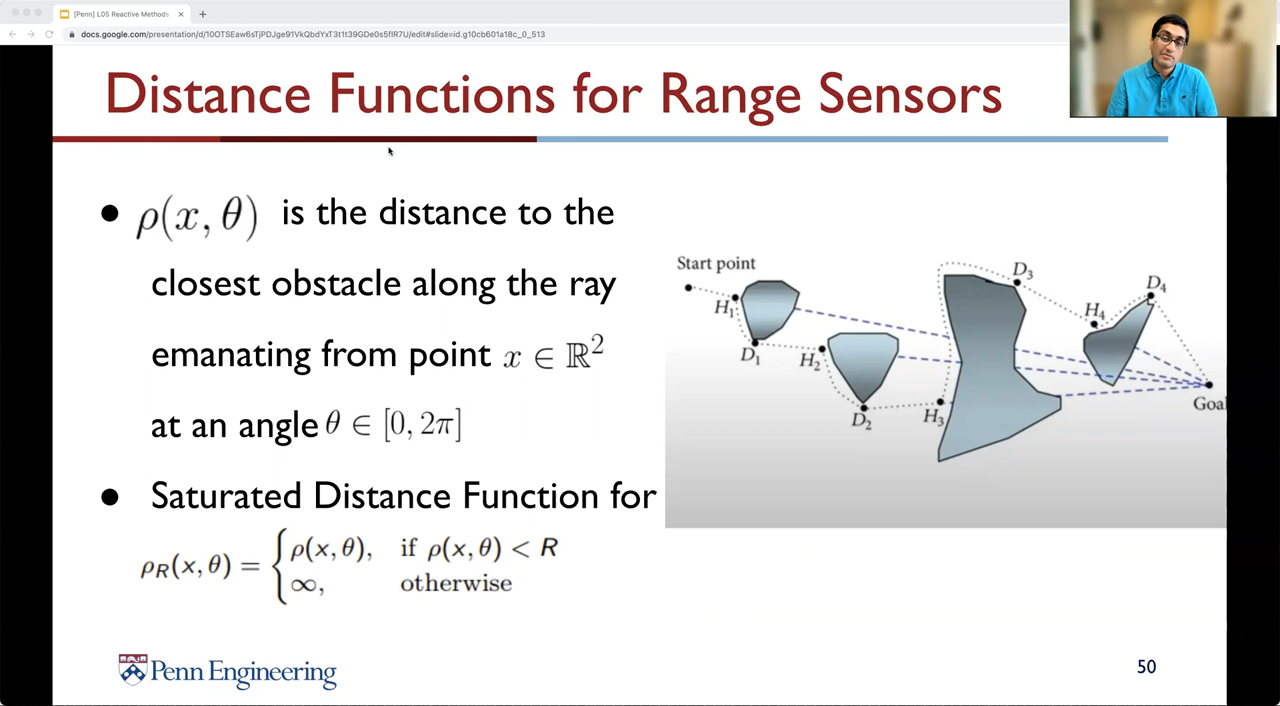 [Penn] L05 Reactive Methods
docs.google.com/presentation/d/10OTSEaw6sTjPDJge91VkQbdYxT3t1t39GDe0s5fIR7U/edit#slide=id.g10cb601a18c_0_513
Distance Functions for Range Sensors
● ρ(x, θ) is the distance to the
closest obstacle along the ray
emanating from point x ∈ ℝ²
at an angle θ ∈ [0, 2π]
● Saturated Distance Function for
ρR(x, θ) = { ρ(x, θ), if ρ(x, θ) < R
∞, otherwise
Start point
H₁
D₁
H₂
D₂
H₃
D₃
H₄
D₄
Goal
Penn Engineering
50